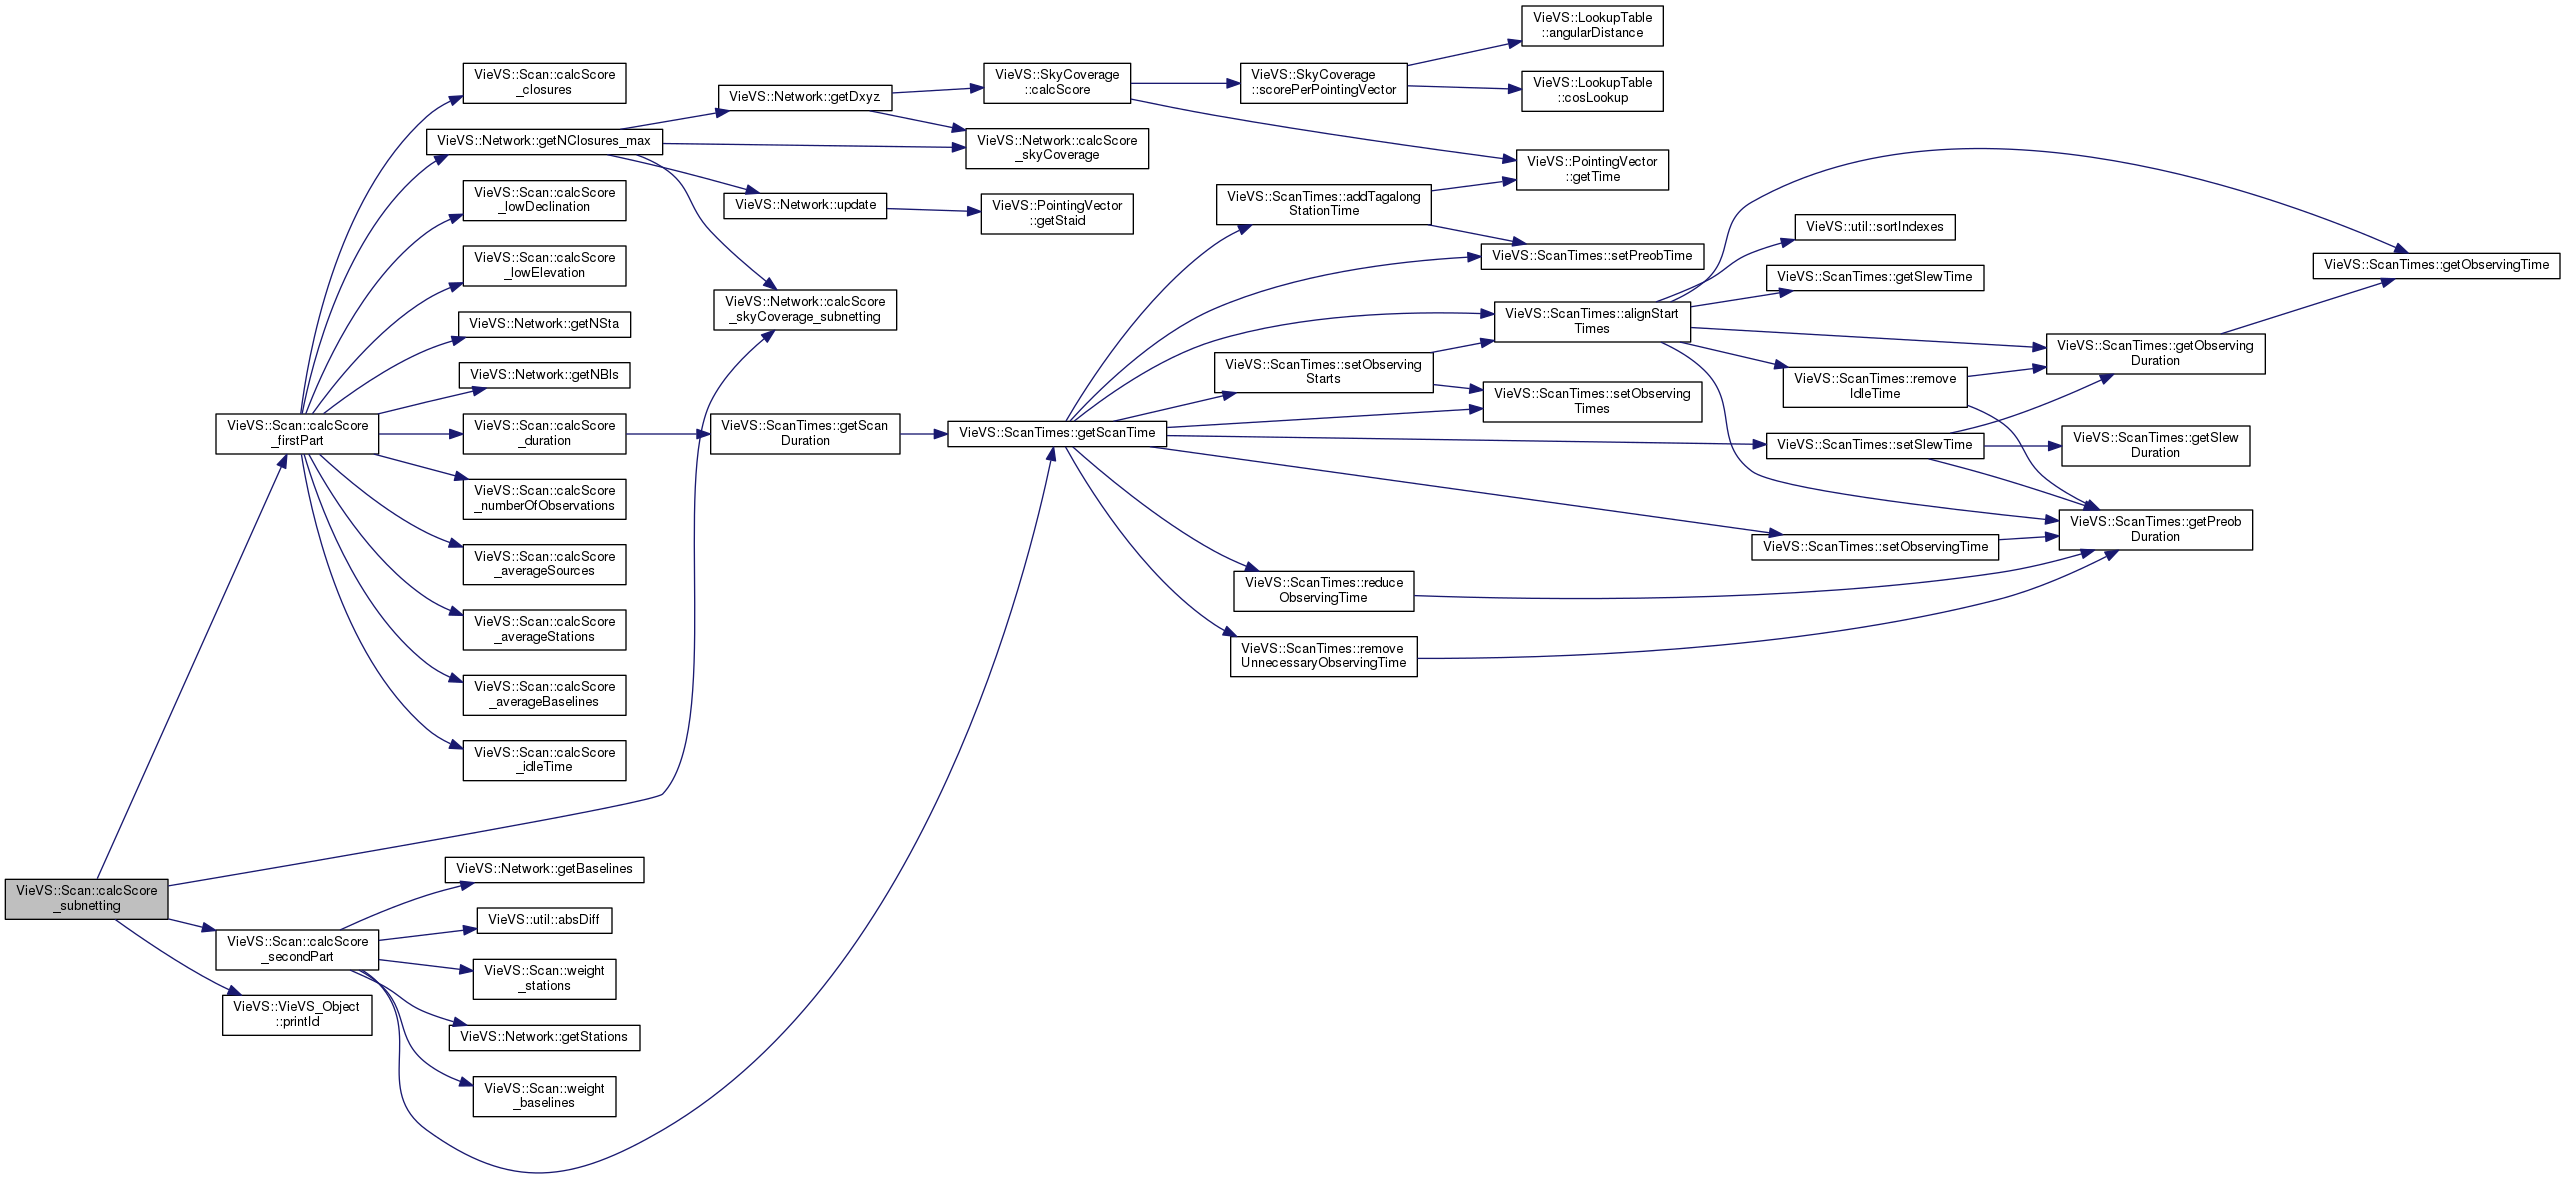 VieVS::Scan::calcScore
_subnetting
VieVS::Scan::calcScore
_firstPart
VieVS::Scan::calcScore
_closures
VieVS::Network::getNClosures_max
VieVS::Scan::calcScore
_lowDeclination
VieVS::Scan::calcScore
_lowElevation
VieVS::Network::getNSta
VieVS::Network::getNBls
VieVS::Scan::calcScore
_duration
VieVS::Scan::calcScore
_numberOfObservations
VieVS::Scan::calcScore
_averageSources
VieVS::Scan::calcScore
_averageStations
VieVS::Scan::calcScore
_averageBaselines
VieVS::Scan::calcScore
_idleTime
VieVS::Scan::calcScore
_secondPart
VieVS::VieVS_Object
::printId
VieVS::Network::getBaselines
VieVS::util::absDiff
VieVS::Scan::weight
_stations
VieVS::Network::getStations
VieVS::Scan::weight
_baselines
VieVS::Network::getDxyz
VieVS::Network::update
VieVS::Network::calcScore
_skyCoverage_subnetting
VieVS::ScanTimes::getScan
Duration
VieVS::SkyCoverage
::calcScore
VieVS::Network::calcScore
_skyCoverage
VieVS::PointingVector
::getStaid
VieVS::ScanTimes::getScanTime
VieVS::SkyCoverage
::scorePerPointingVector
VieVS::ScanTimes::addTagalong
StationTime
VieVS::ScanTimes::setObserving
Starts
VieVS::ScanTimes::reduce
ObservingTime
VieVS::ScanTimes::remove
UnnecessaryObservingTime
VieVS::LookupTable
::angularDistance
VieVS::LookupTable
::cosLookup
VieVS::PointingVector
::getTime
VieVS::ScanTimes::setPreobTime
VieVS::ScanTimes::alignStart
Times
VieVS::ScanTimes::setObserving
Times
VieVS::util::sortIndexes
VieVS::ScanTimes::getSlewTime
VieVS::ScanTimes::remove
IdleTime
VieVS::ScanTimes::setSlewTime
VieVS::ScanTimes::setObservingTime
VieVS::ScanTimes::getObserving
Duration
VieVS::ScanTimes::getSlew
Duration
VieVS::ScanTimes::getPreob
Duration
VieVS::ScanTimes::getObservingTime